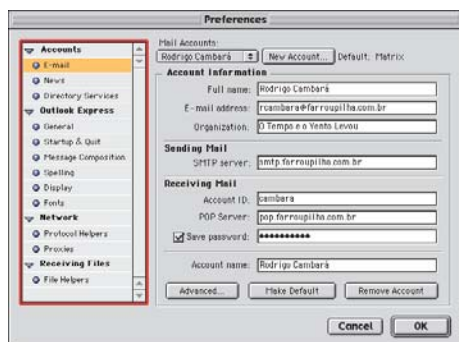 Preferences
Accounts
E-mail
News
Directory Services
Outlook Express
General
Startup & Quit
Message Composition
Spelling
Display
Fonts
Network
Protocol Helpers
Proxies
Receiving Files
File Helpers
Mail Accounts:
Rodrigo Cambará New Account... Default: Matrix
Account Information
Full name: Rodrigo Cambará
E-mail address: rcambara@farroupilha.com.br
Organization: O Tempo e o Vento Levou
Sending Mail
SMTP server: smtp.farroupilha.com.br
Receiving Mail
Account ID: cambara
POP Server: pop.farroupilha.com.br
Save password: ••••••••••
Account name: Rodrigo Cambará
Advanced... Make Default Remove Account
Cancel OK